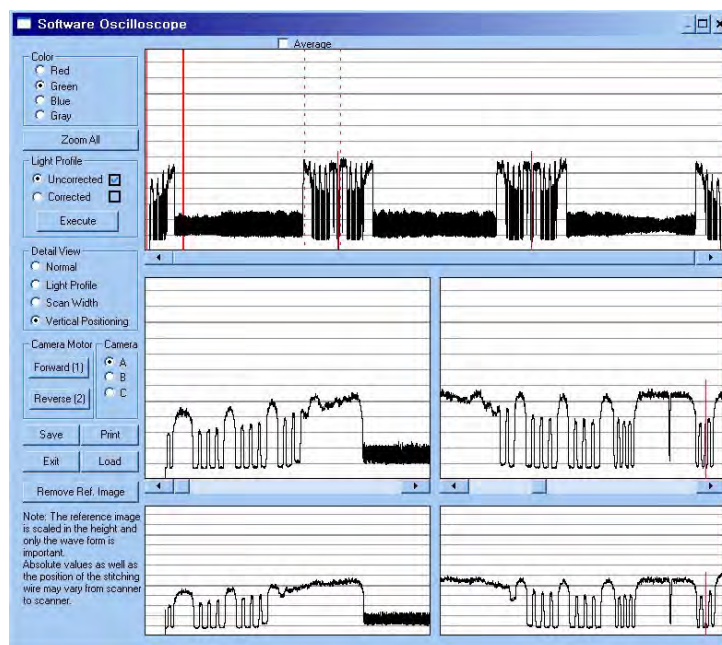 Software Oscilloscope
Average
Color
Red
Green
Blue
Gray
Zoom All
Light Profile
Uncorrected
Corrected
Execute
Detail View
Normal
Light Profile
Scan Width
Vertical Positioning
Camera Motor
Camera
Forward (1)
Reverse (2)
A
B
C
Save
Print
Exit
Load
Remove Ref. Image
Note: The reference image
is scaled in the height and
only the wave form is
important.
Absolute values as well as
the position of the stitching
wire may vary from scanner
to scanner.